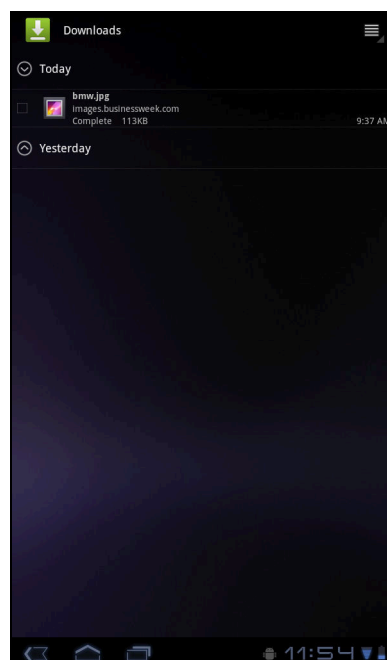 Downloads
Today
bmw.jpg
images.businessweek.com
Complete 113KB
9:37 AM
Yesterday
11:54